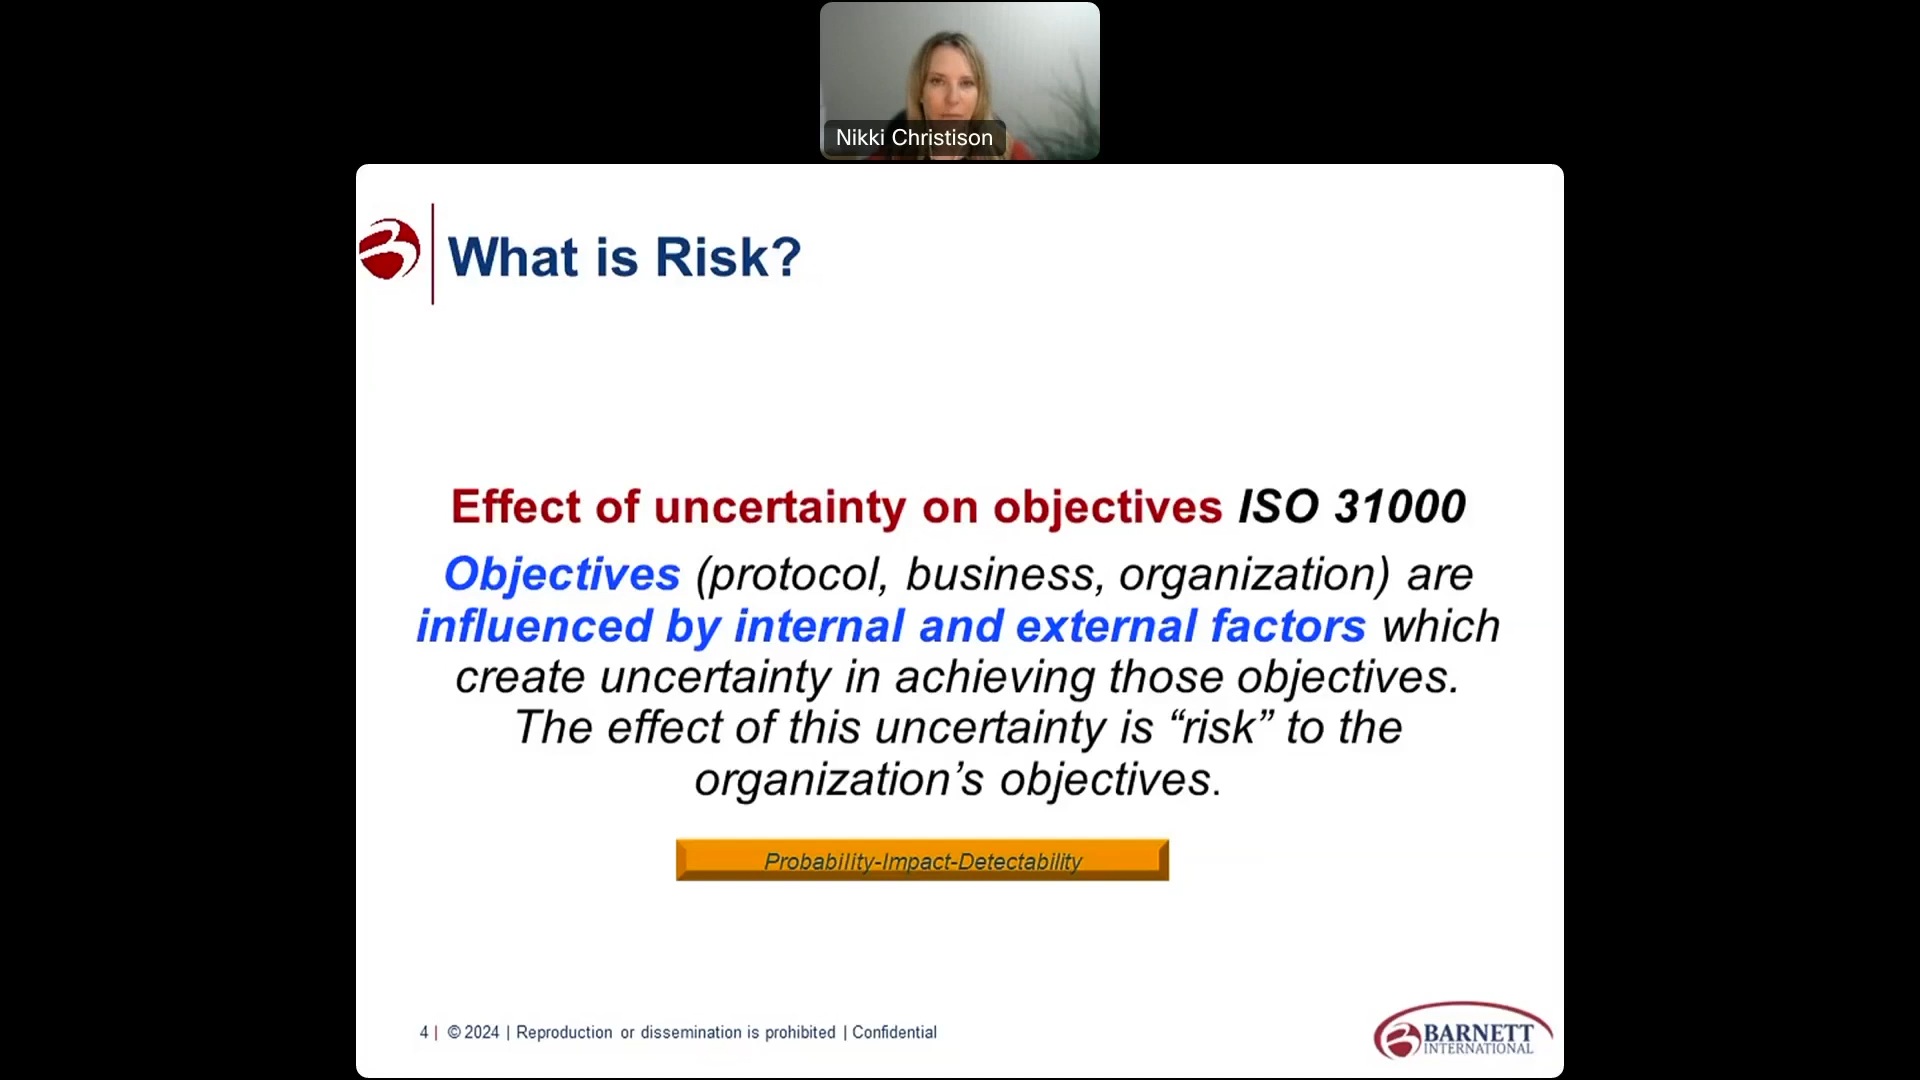 Nikki Christison
What is Risk?
Effect of uncertainty on objectives ISO 31000
Objectives (protocol, business, organization) are
influenced by internal and external factors which
create uncertainty in achieving those objectives.
The effect of this uncertainty is “risk” to the
organization’s objectives.
Probability-Impact-Detectability
4 | © 2024 | Reproduction or dissemination is prohibited | Confidential
BARNETT
INTERNATIONAL